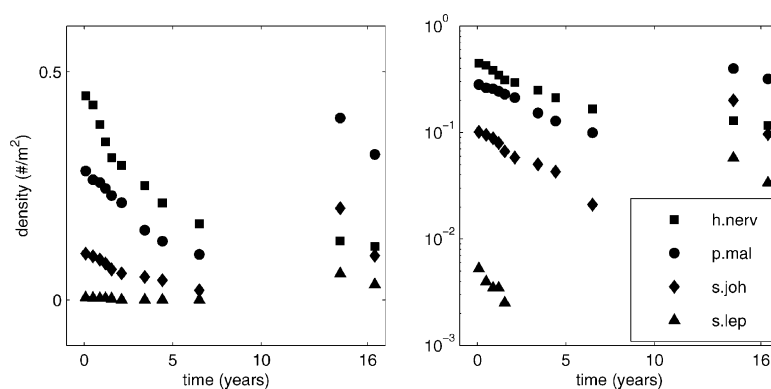 density (#/m²)
0.5
0
0 5 10 16
time (years)
10⁰
10⁻¹
10⁻²
10⁻³
0 5 10 16
time (years)
h.nerv
p.mal
s.joh
s.lep